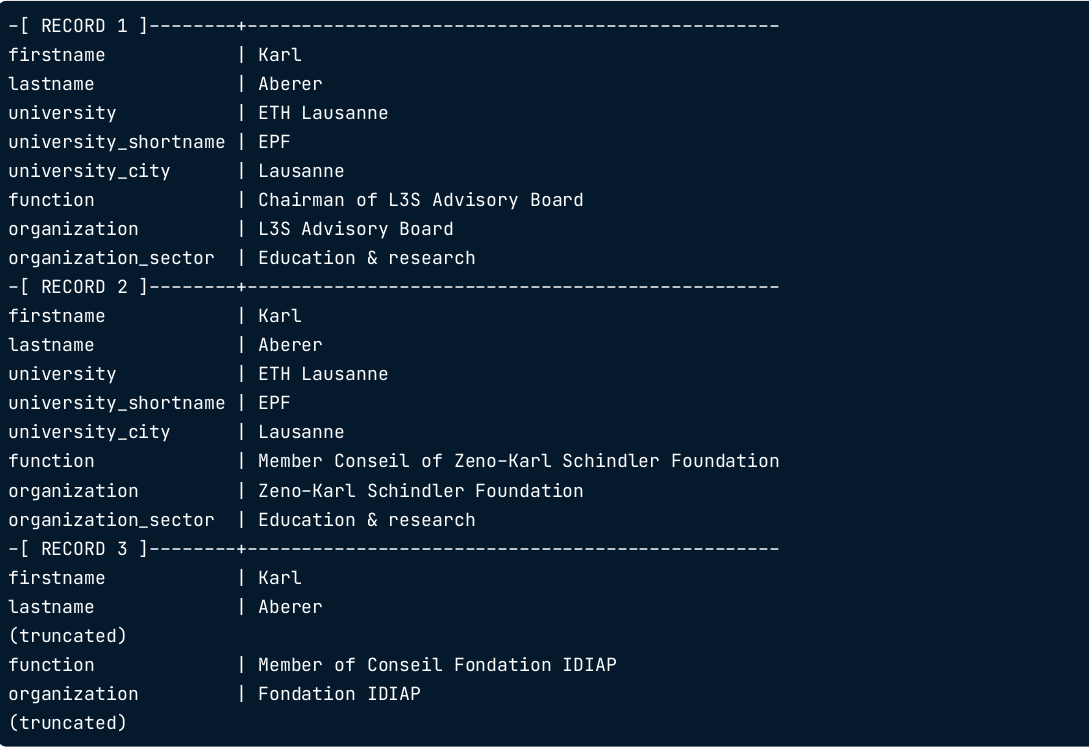 -[ RECORD 1 ]--------+-------------------------------------------------
firstname            | Karl
lastname             | Aberer
university           | ETH Lausanne
university_shortname | EPF
university_city      | Lausanne
function             | Chairman of L3S Advisory Board
organization         | L3S Advisory Board
organization_sector  | Education & research
-[ RECORD 2 ]--------+-------------------------------------------------
firstname            | Karl
lastname             | Aberer
university           | ETH Lausanne
university_shortname | EPF
university_city      | Lausanne
function             | Member Conseil of Zeno-Karl Schindler Foundation
organization         | Zeno-Karl Schindler Foundation
organization_sector  | Education & research
-[ RECORD 3 ]--------+-------------------------------------------------
firstname            | Karl
lastname             | Aberer
(truncated)
function             | Member of Conseil Fondation IDIAP
organization         | Fondation IDIAP
(truncated)